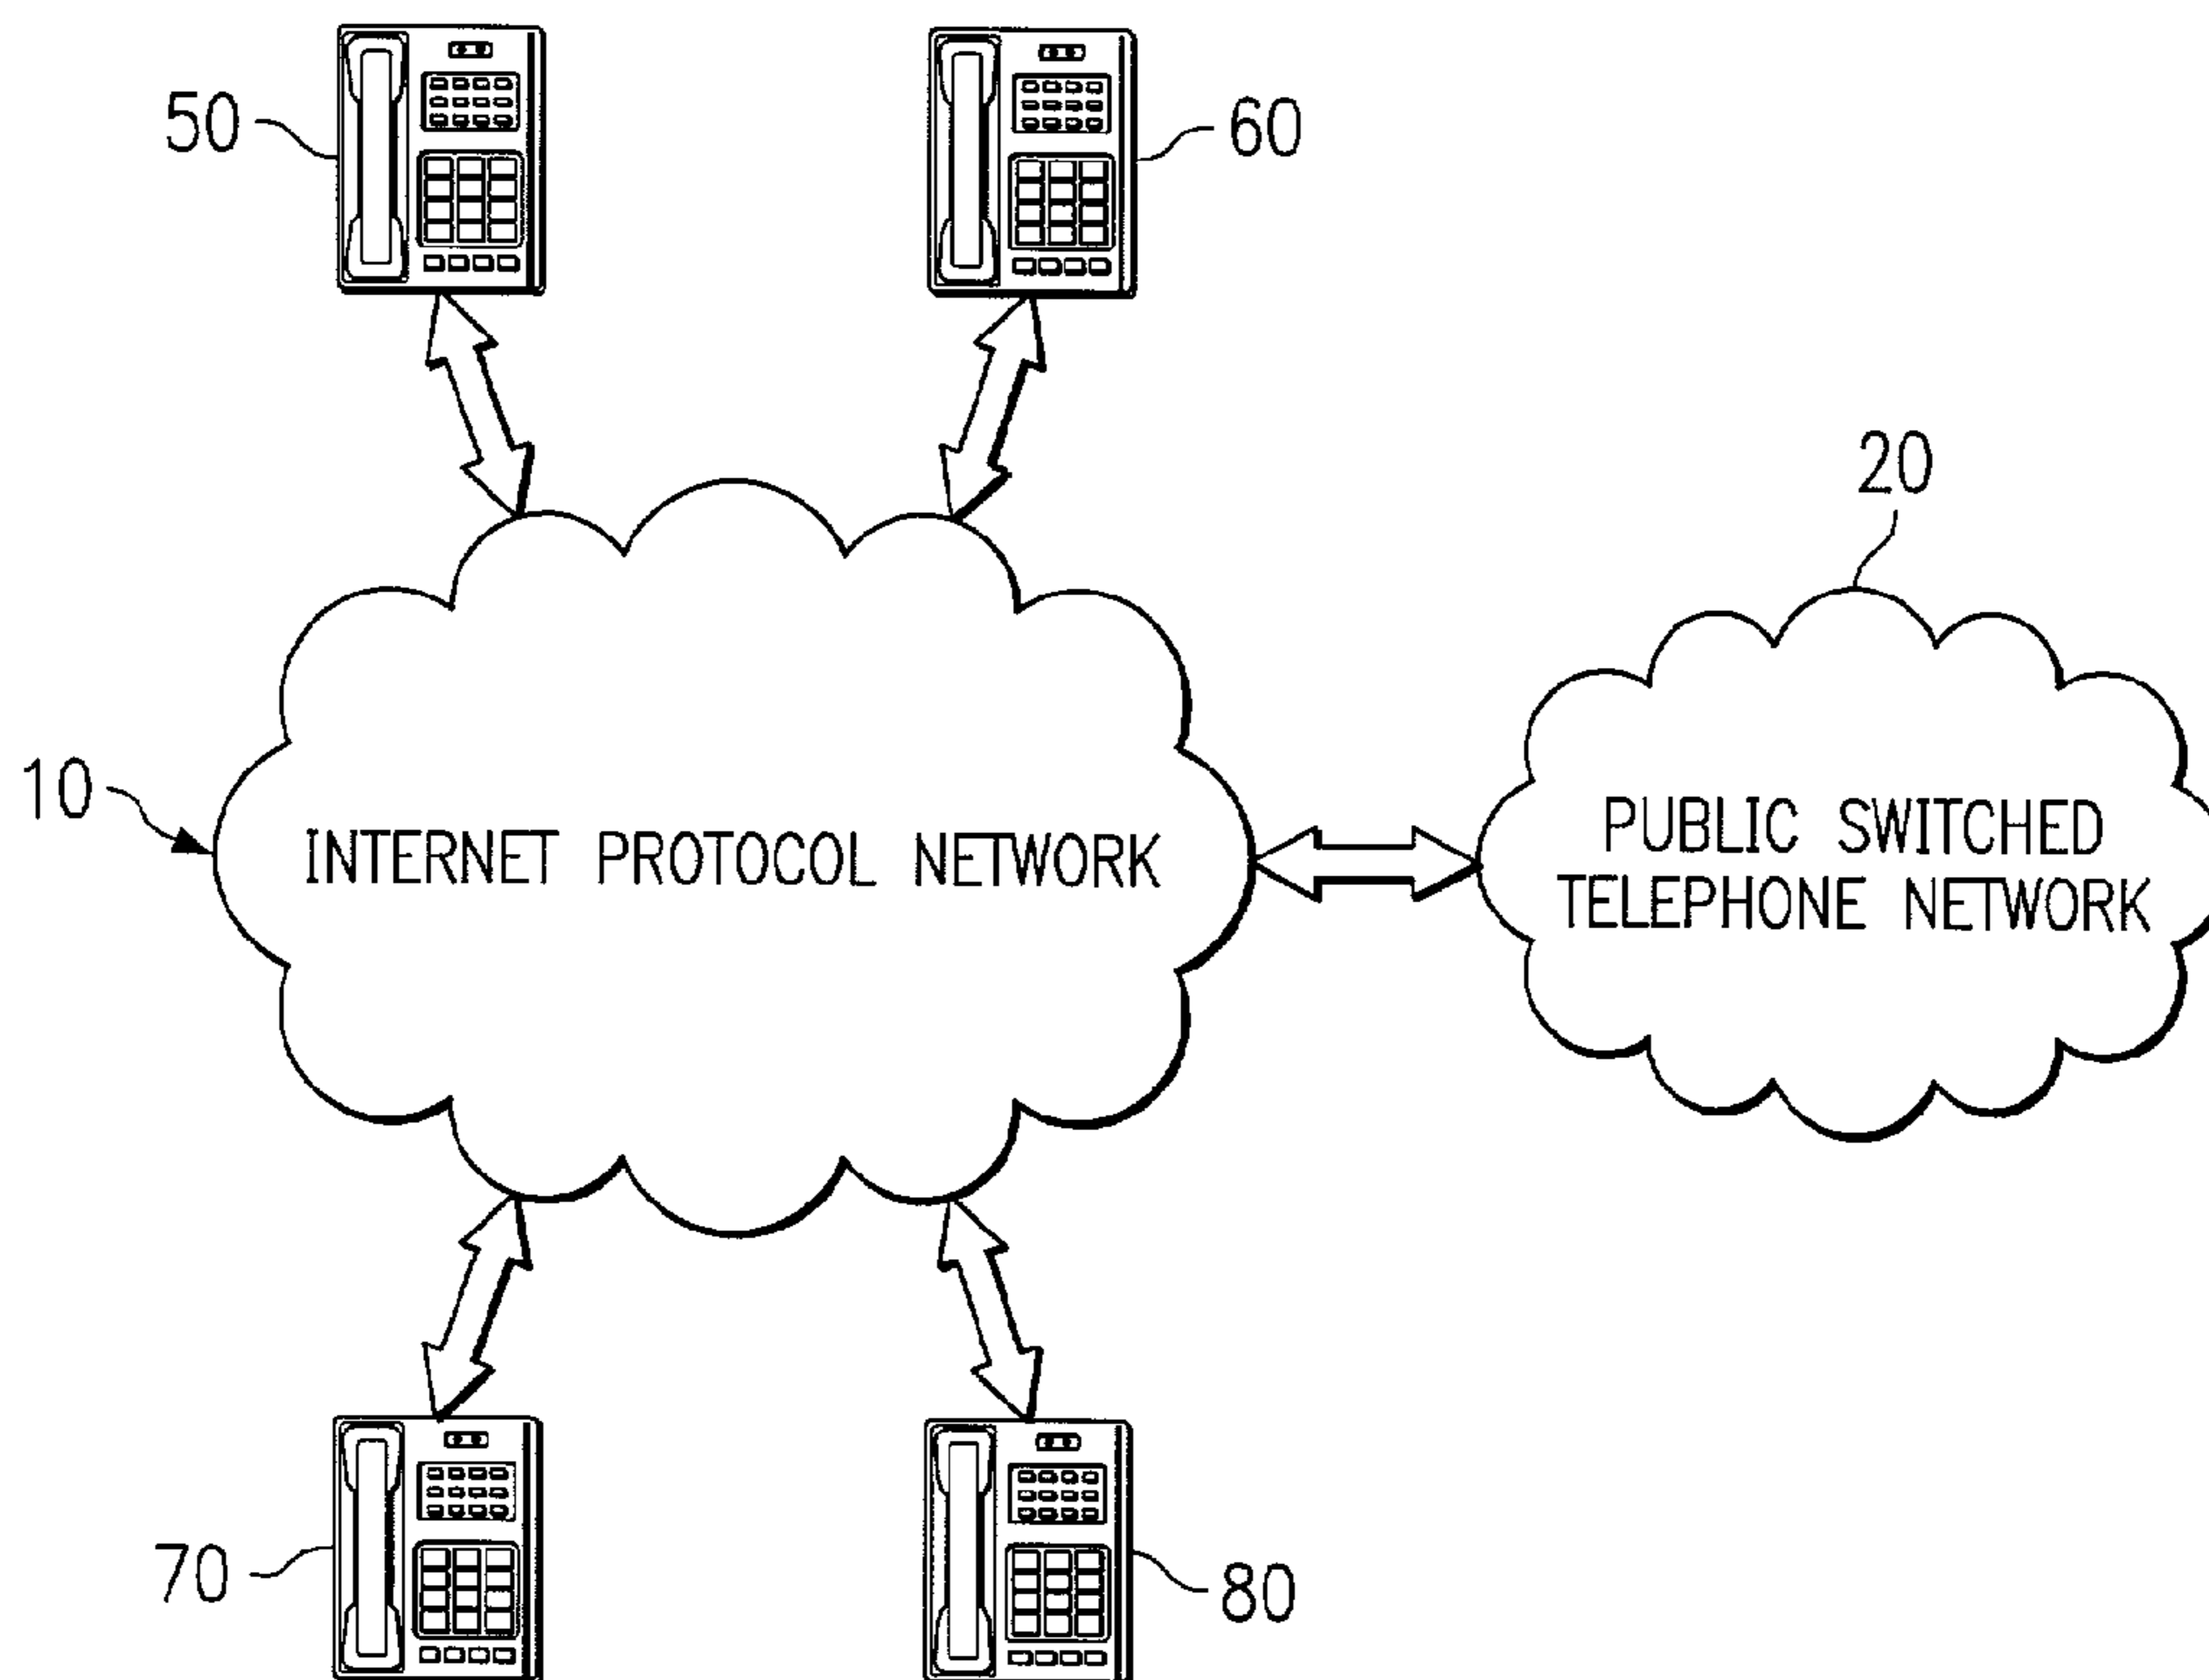 50
60
20
10
INTERNET PROTOCOL NETWORK
PUBLIC SWITCHED
TELEPHONE NETWORK
70
80